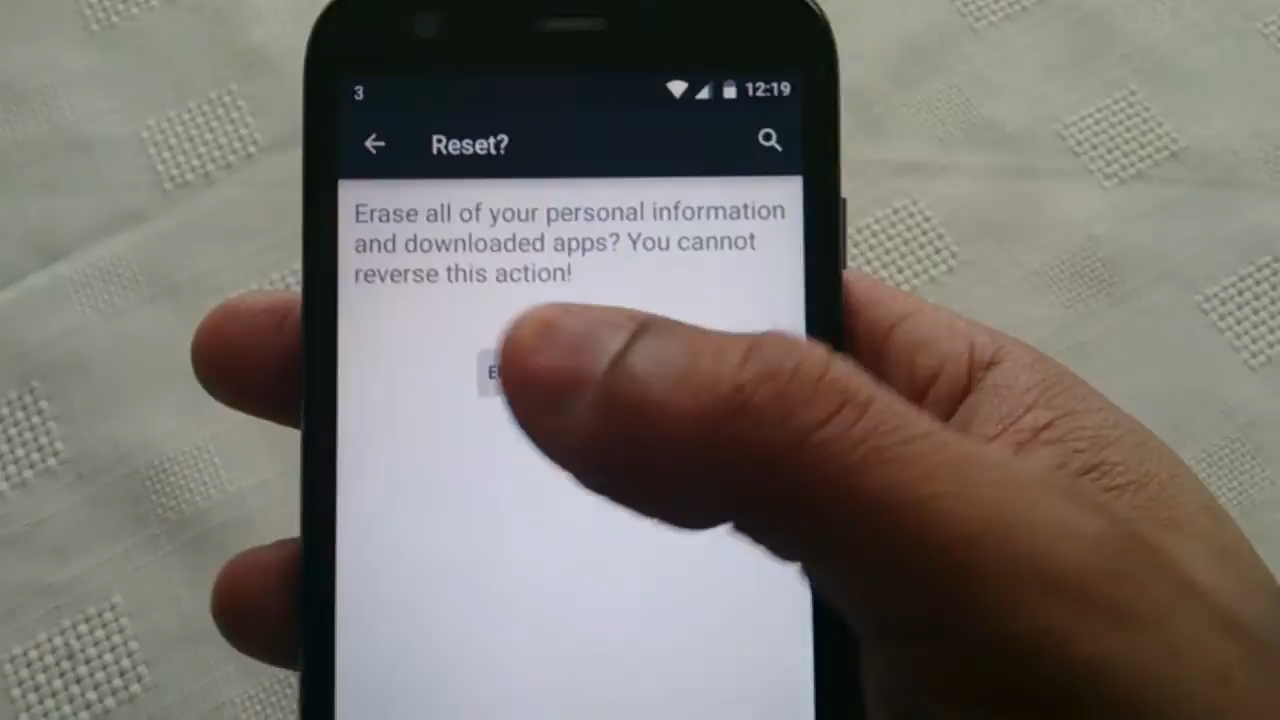 3 12:19
Reset?
Erase all of your personal information
and downloaded apps? You cannot
reverse this action!